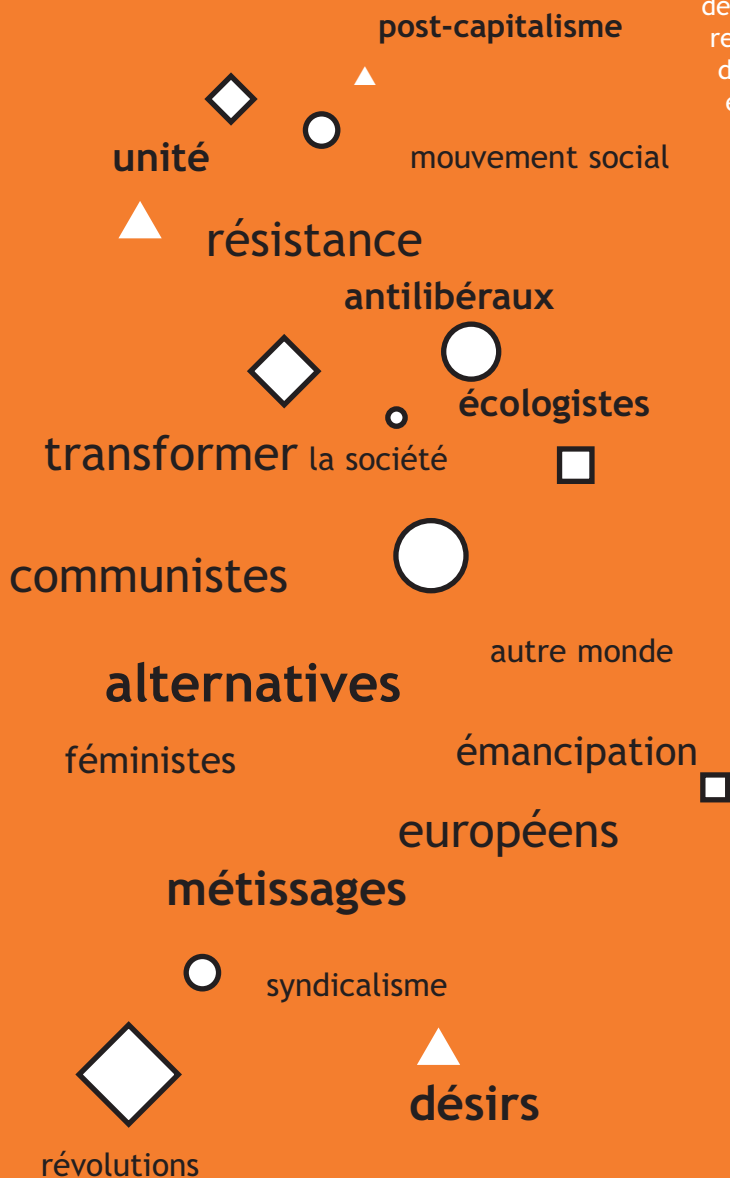 post-capitalisme
unité
mouvement social
résistance
antilibéraux
écologistes
transformer la société
communistes
autre monde
alternatives
féministes
émancipation
européens
métissages
syndicalisme
désirs
révolutions